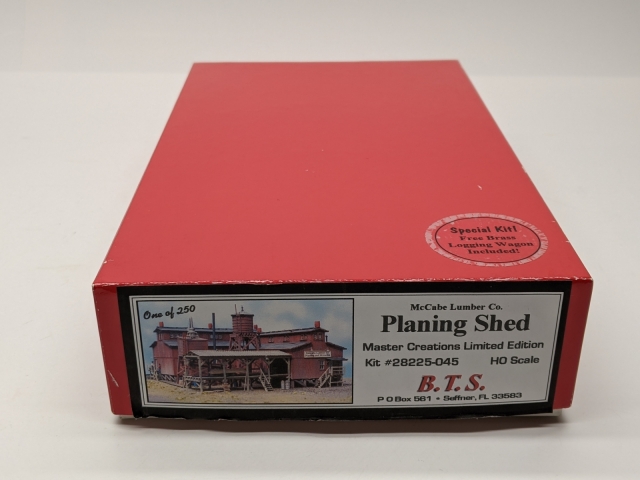 Special Kit!
Free Brass
Logging Wagon
Included!
One of 250
McCabe Lumber Co.
Planing Shed
Master Creations Limited Edition
Kit #28225-045 HO Scale
B.T.S.
P O Box 561 • Seffner, FL 33583